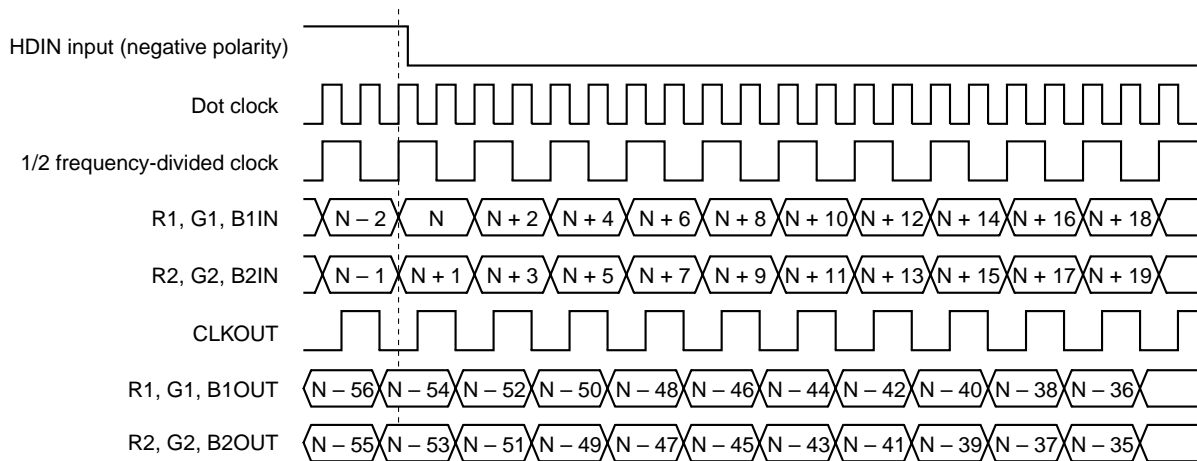 HDIN input (negative polarity)
Dot clock
1/2 frequency-divided clock
R1, G1, B1IN N – 2 N N + 2 N + 4 N + 6 N + 8 N + 10 N + 12 N + 14 N + 16 N + 18
R2, G2, B2IN N – 1 N + 1 N + 3 N + 5 N + 7 N + 9 N + 11 N + 13 N + 15 N + 17 N + 19
CLKOUT
R1, G1, B1OUT N – 56 N – 54 N – 52 N – 50 N – 48 N – 46 N – 44 N – 42 N – 40 N – 38 N – 36
R2, G2, B2OUT N – 55 N – 53 N – 51 N – 49 N – 47 N – 45 N – 43 N – 41 N – 39 N – 37 N – 35